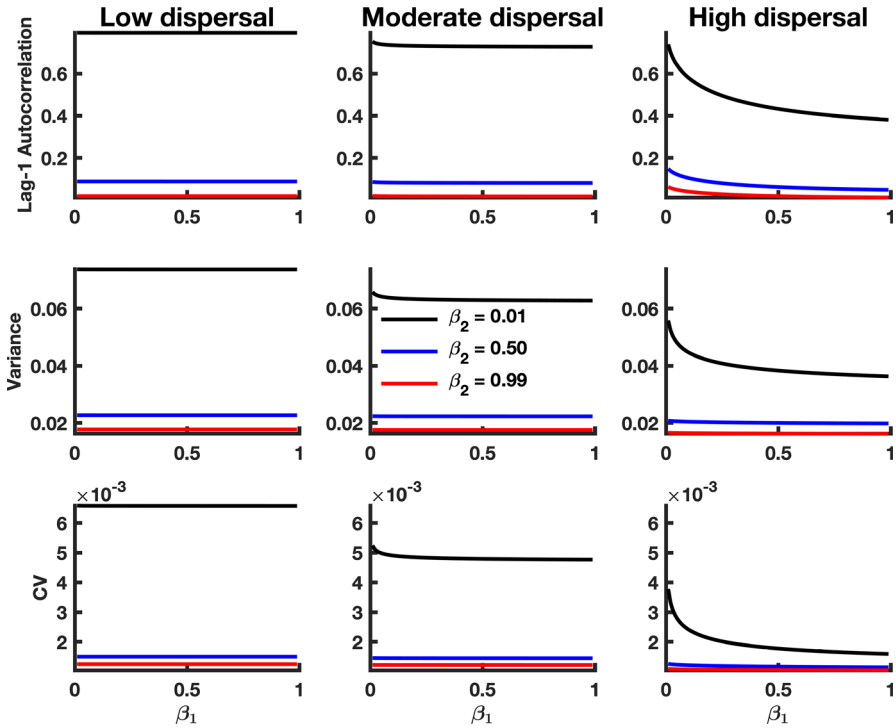 Low dispersal Moderate dispersal High dispersal
Lag-1 Autocorrelation
0.6 0.6 0.6
0.4 0.4 0.4
0.2 0.2 0.2
0 0.5 1 0 0.5 1 0 0.5 1
Variance
0.06 0.06 0.06
0.04 0.04 0.04
0.02 0.02 0.02
β2 = 0.01
β2 = 0.50
β2 = 0.99
0 0.5 1 0 0.5 1 0 0.5 1
×10-3 ×10-3 ×10-3
CV
6 6 6
5 5 5
4 4 4
3 3 3
2 2 2
0 0.5 1 0 0.5 1 0 0.5 1
β1 β1 β1